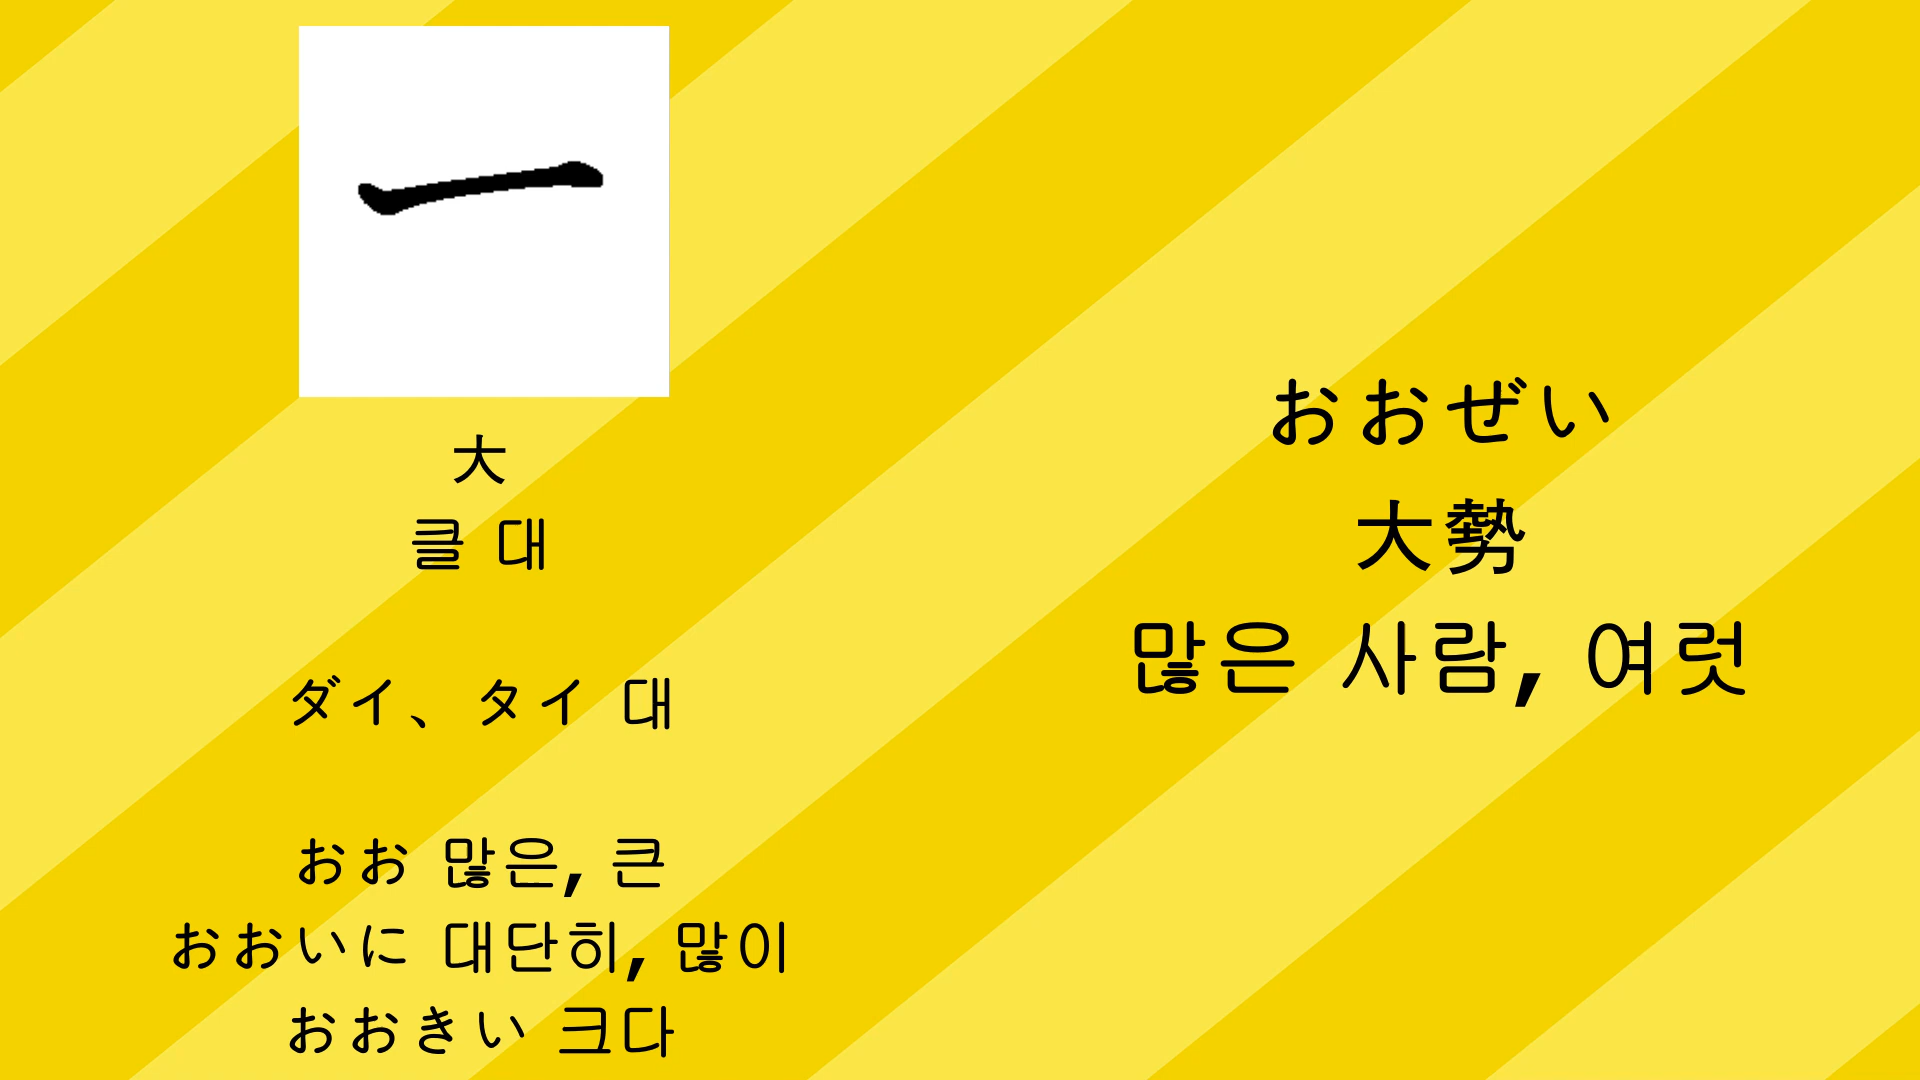 一
大
클 대
ダイ、タイ 대
おお 많은, 큰
おおいに 대단히, 많이
おおきい 크다
おおぜい
大勢
많은 사람, 여럿